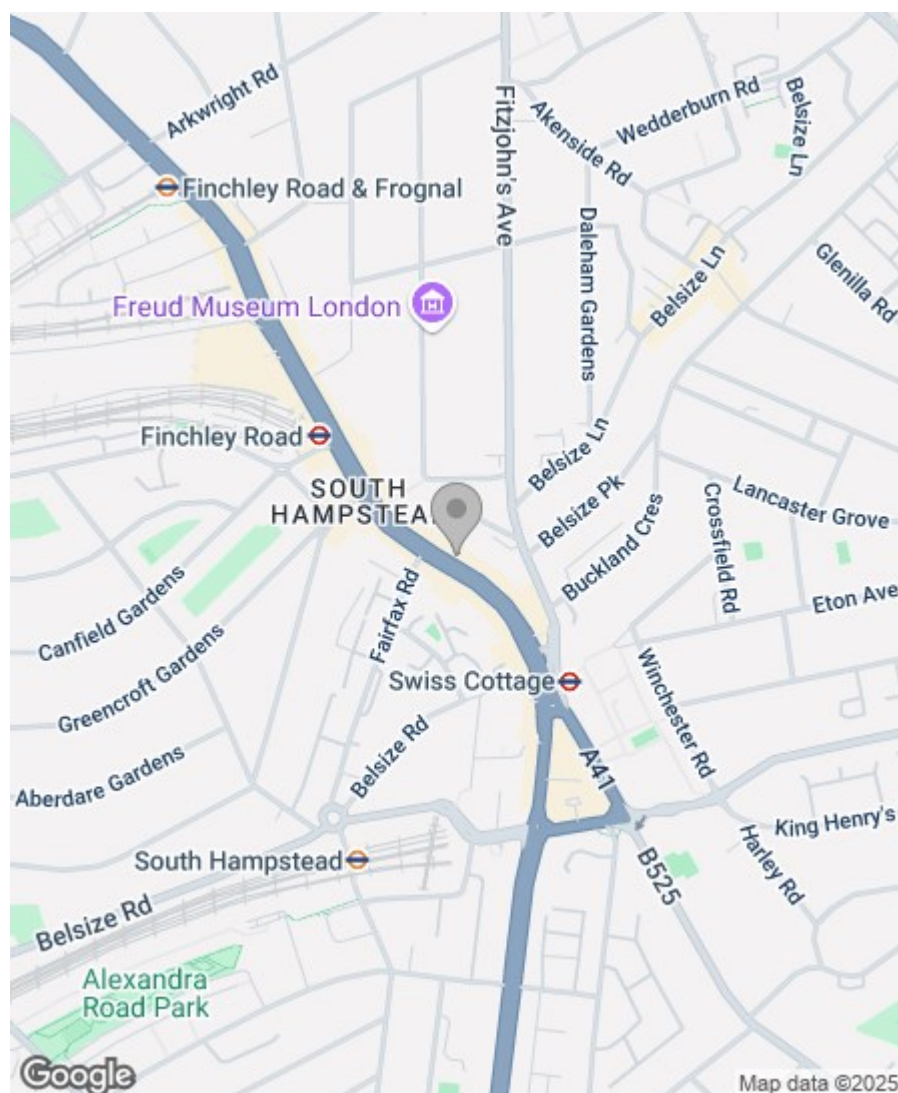 Arkwright Rd
Fitzjohn's Ave
Akenside Rd
Wedderburn Rd
Belsize Ln
Finchley Road & Frognal
Daleham Gardens
Belsize Ln
Glenilla Rd
Freud Museum London
Finchley Road
Belsize Ln
SOUTH
HAMPSTEA
Belsize Pk
Lancaster Grove
Crossfield Rd
Buckland Cres
Canfield Gardens
Fairfax Rd
Eton Ave
Greencroft Gardens
Swiss Cottage
Winchester Rd
Belsize Rd
Aberdare Gardens
A41
King Henry's
South Hampstead
Harley Rd
B525
Belsize Rd
Alexandra
Road Park
Google
Map data ©2025